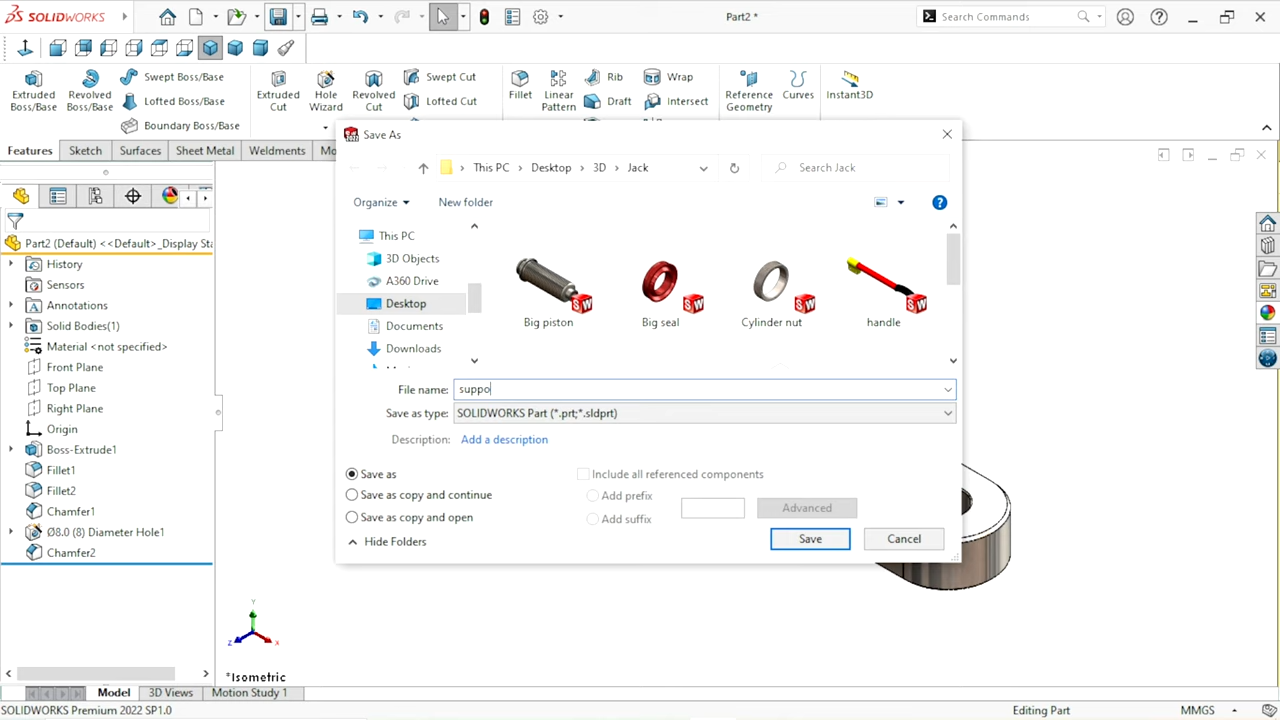 SOLIDWORKS
Part2 *
Search Commands
Extruded Boss/Base
Revolved Boss/Base
Swept Boss/Base
Lofted Boss/Base
Boundary Boss/Base
Extruded Cut
Hole Wizard
Revolved Cut
Swept Cut
Lofted Cut
Fillet
Linear Pattern
Rib
Draft
Wrap
Intersect
Reference Geometry
Curves
Instant3D
Features
Sketch
Surfaces
Sheet Metal
Weldments
Mo
Part2 (Default) <<Default>_Display Sta
History
Sensors
Annotations
Solid Bodies(1)
Material <not specified>
Front Plane
Top Plane
Right Plane
Origin
Boss-Extrude1
Fillet1
Fillet2
Chamfer1
Ø8.0 (8) Diameter Hole1
Chamfer2
Save As
This PC > Desktop > 3D > Jack
Search Jack
Organize
New folder
This PC
3D Objects
A360 Drive
Desktop
Documents
Downloads
Big piston
Big seal
Cylinder nut
handle
File name: suppo
Save as type: SOLIDWORKS Part (*.prt;*.sldprt)
Description: Add a description
Save as
Save as copy and continue
Save as copy and open
Include all referenced components
Add prefix
Add suffix
Advanced
Hide Folders
Save
Cancel
Y
Z
X
*Isometric
Model
3D Views
Motion Study 1
SOLIDWORKS Premium 2022 SP1.0
Editing Part
MMGS